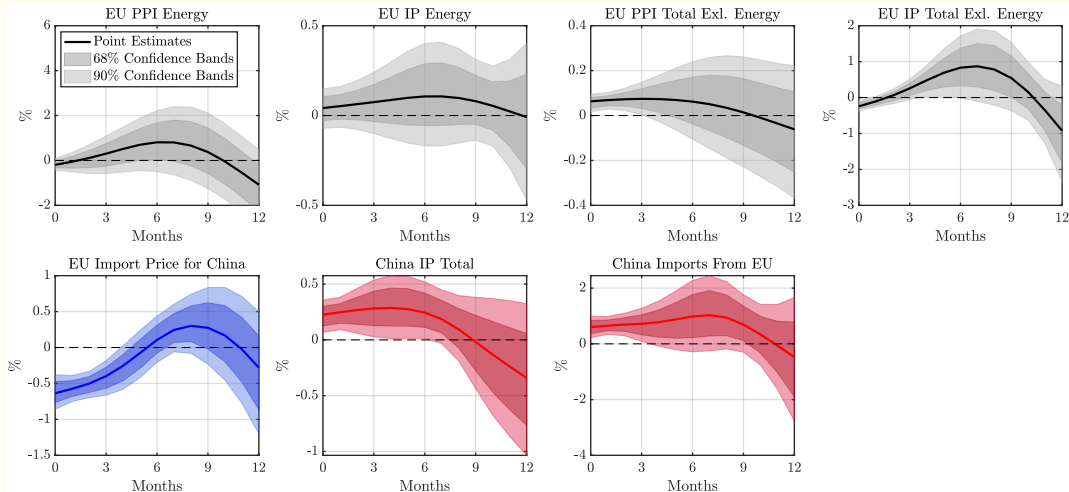 EU PPI Energy
6
4
2
0
-2
%
Point Estimates
68% Confidence Bands
90% Confidence Bands
0 3 6 9 12
Months
EU IP Energy
0.5
0
-0.5
%
0 3 6 9 12
Months
EU PPI Total Exl. Energy
0.4
0.2
0
-0.2
-0.4
%
0 3 6 9 12
Months
EU IP Total Exl. Energy
2
1
0
-1
-2
-3
%
0 3 6 9 12
Months
EU Import Price for China
1
0.5
0
-0.5
-1
-1.5
%
0 3 6 9 12
Months
China IP Total
0.5
0
-0.5
-1
%
0 3 6 9 12
Months
China Imports From EU
2
0
-2
-4
%
0 3 6 9 12
Months